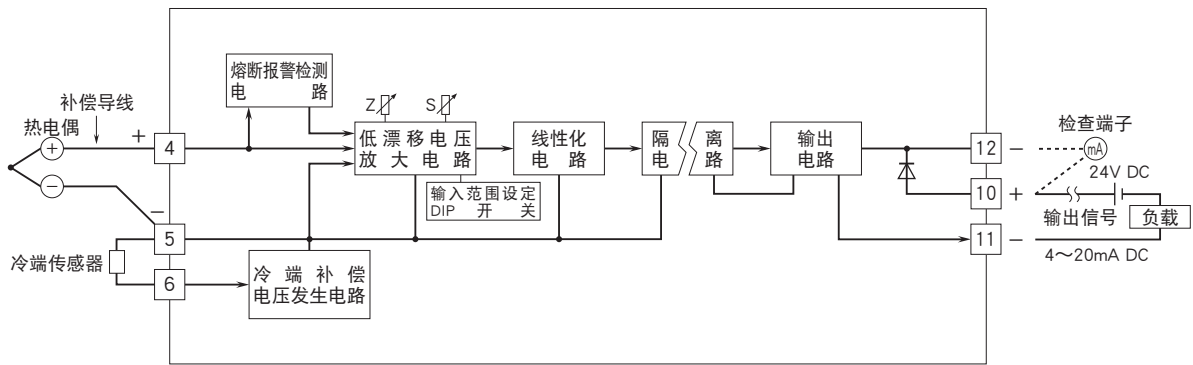 熔断报警检测
电 路
补偿导线
热电偶
+
+
−
−
4
5
6
冷端传感器
Z
S
低漂移电压
放大电路
输入范围设定
DIP 开 关
冷 端 补 偿
电压发生电路
线性化
电 路
隔 离
电 路
输出
电路
12
10
11
−
+
−
检查端子
mA
24V DC
输出信号
负载
4～20mA DC